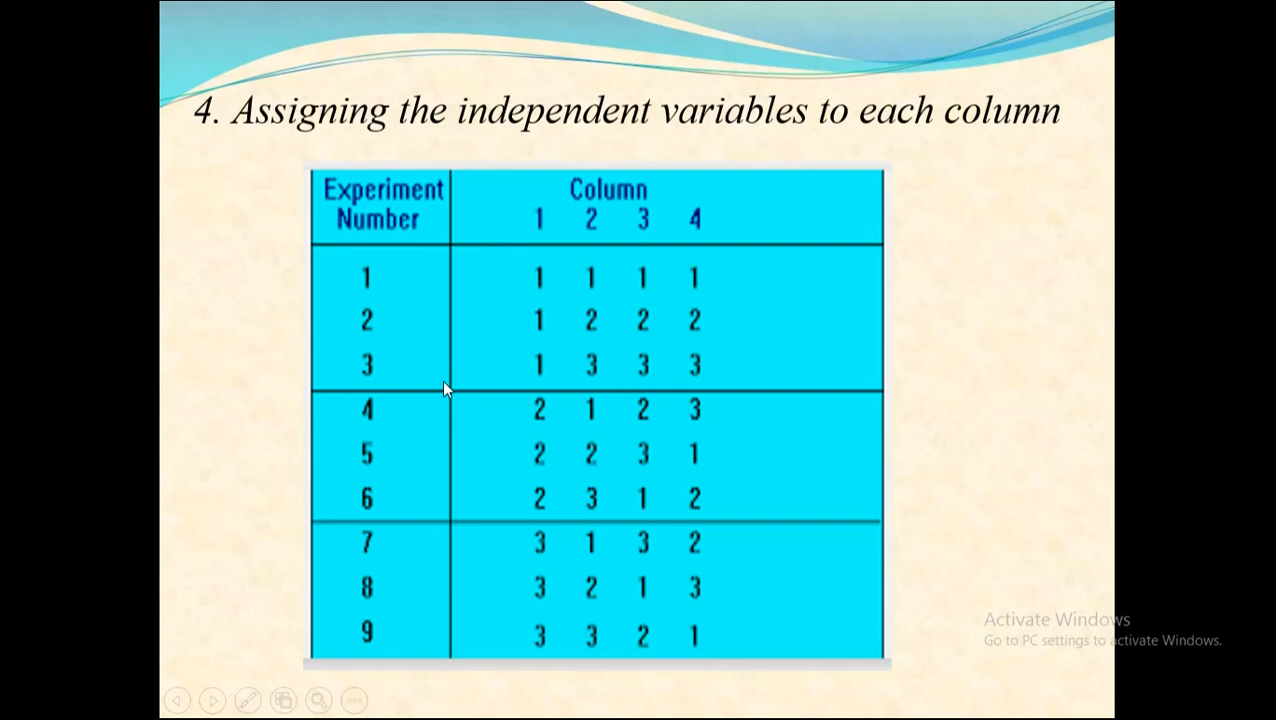 4. Assigning the independent variables to each column
Experiment Column
Number 1 2 3 4
1 1 1 1 1
2 1 2 2 2
3 1 3 3 3
4 2 1 2 3
5 2 2 3 1
6 2 3 1 2
7 3 1 3 2
8 3 2 1 3
9 3 3 2 1
Activate Windows
Go to PC settings to activate Windows.